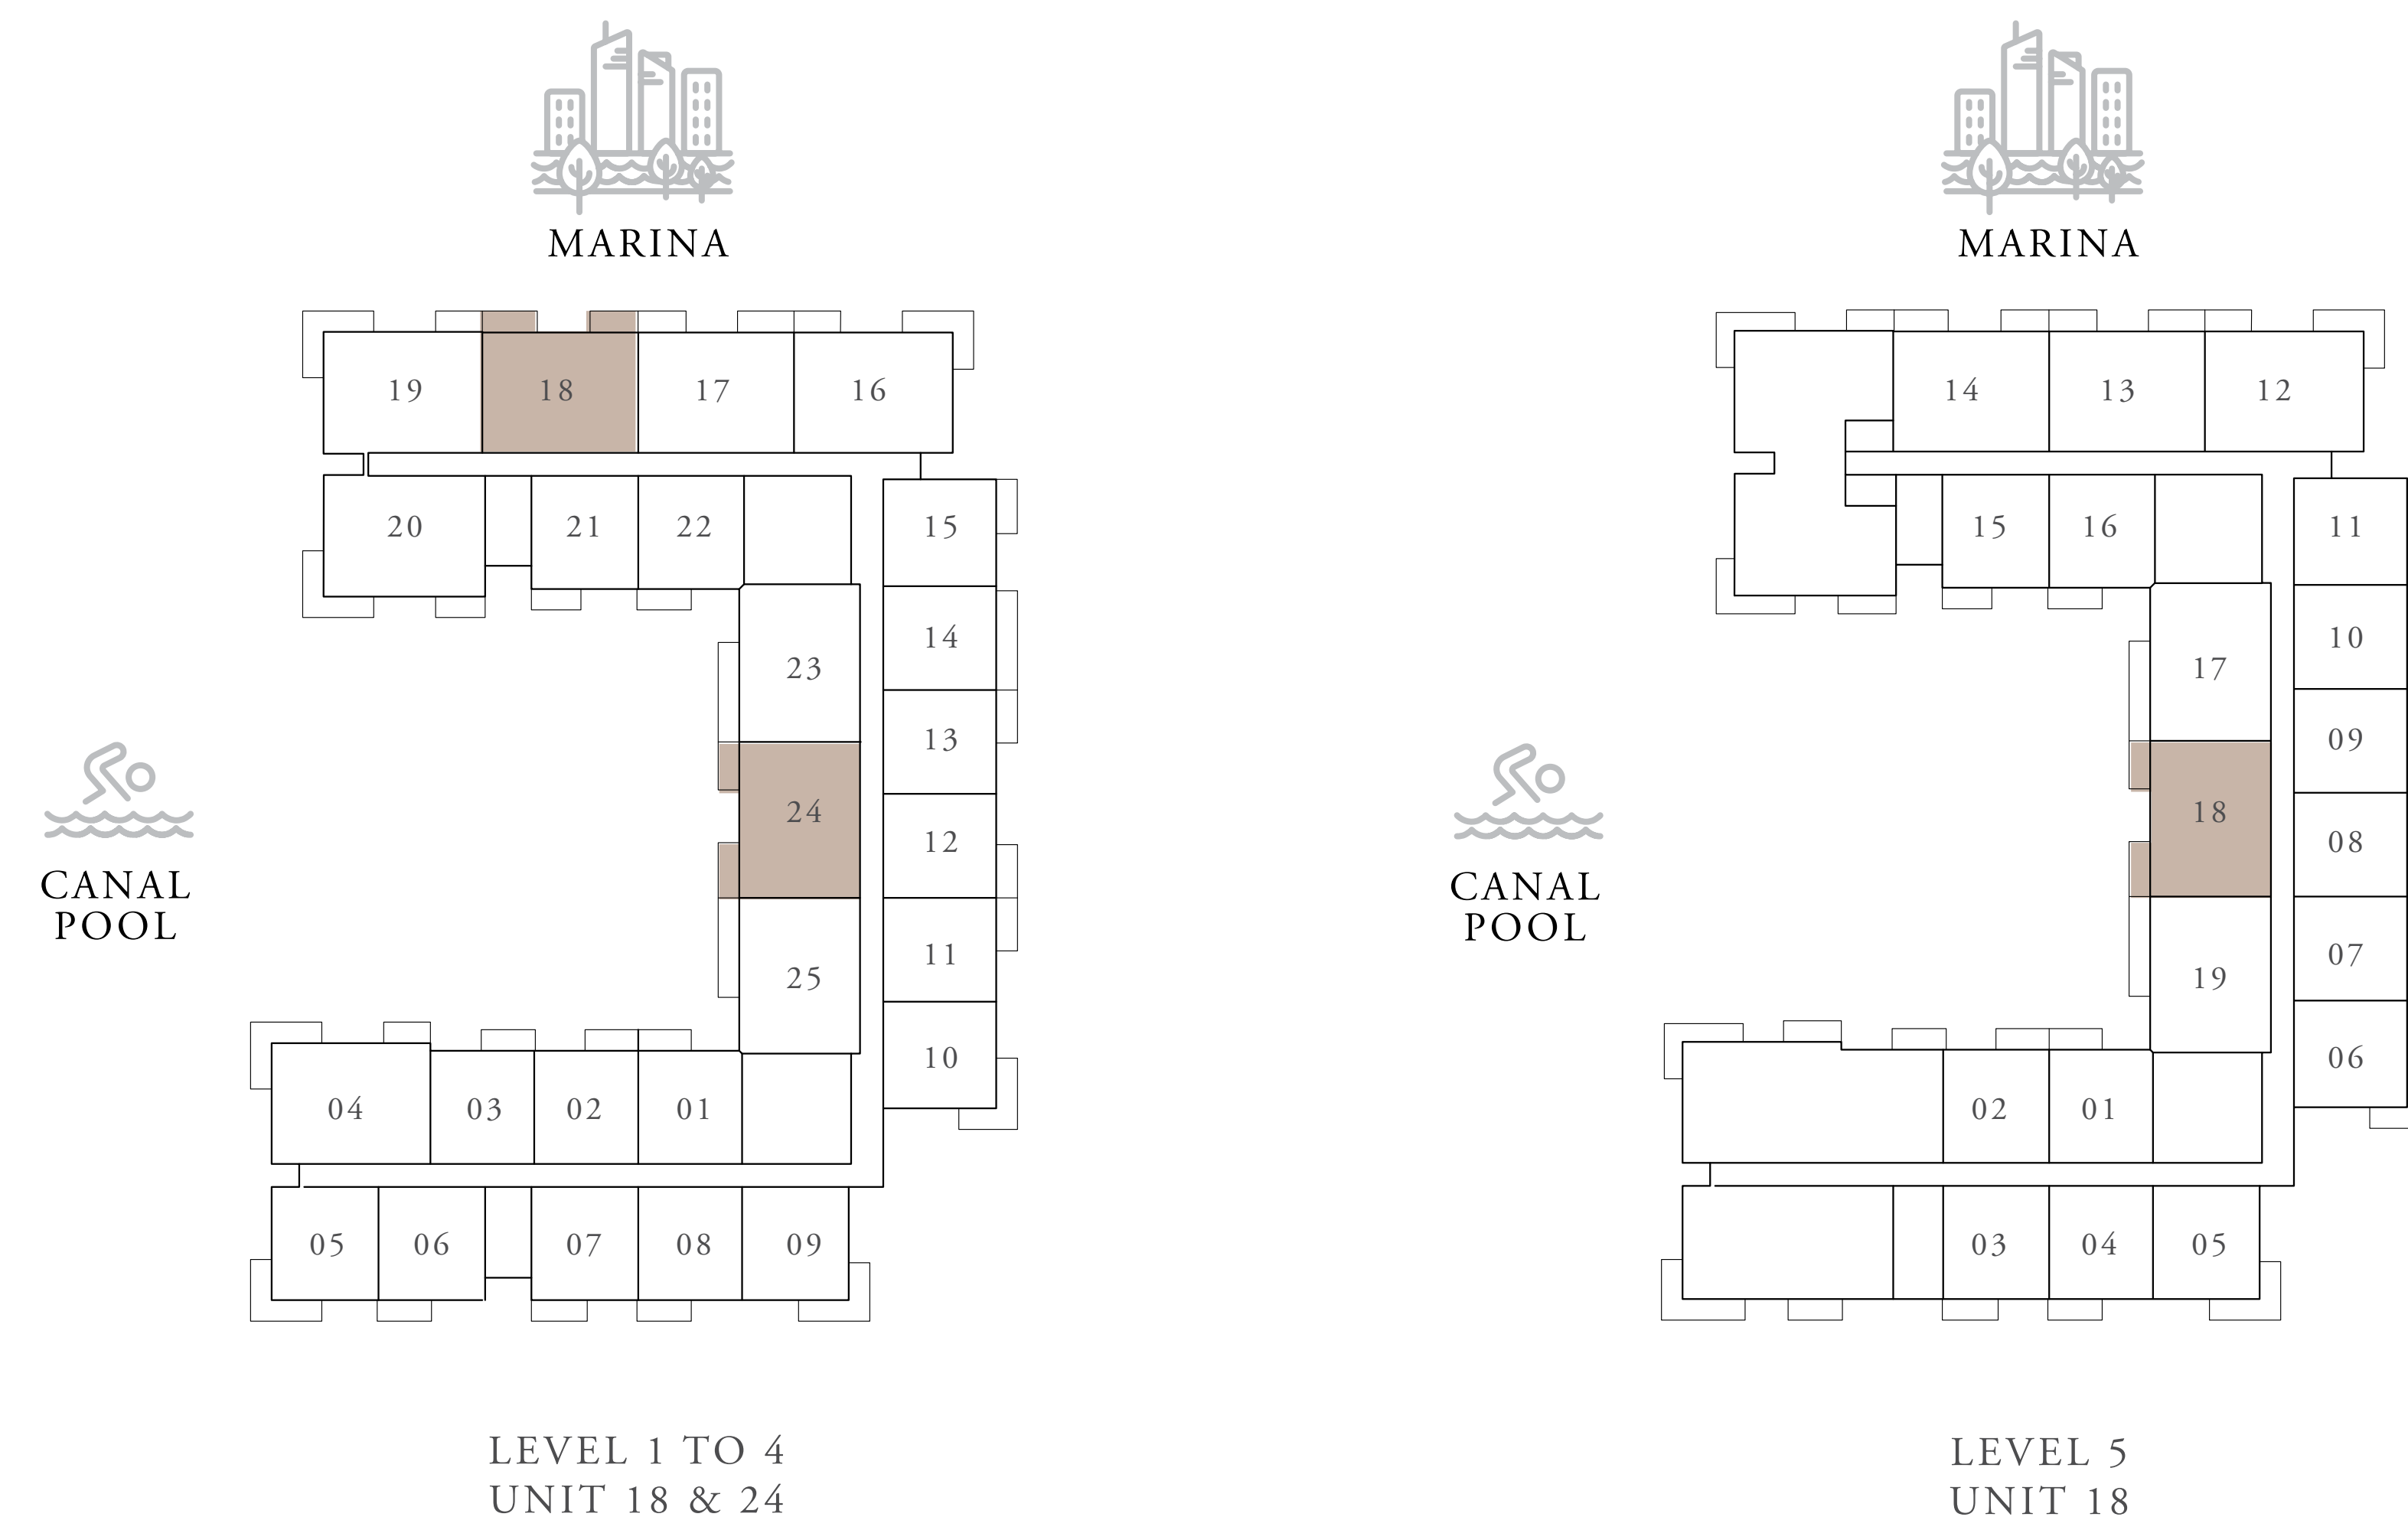 MARINA
19 18 17 16
20 21 22 15
14
23
13
24 12
11
25
10
04 03 02 01
05 06 07 08 09
CANAL
POOL
LEVEL 1 TO 4
UNIT 18 & 24
MARINA
14 13 12
15 16 11
10
17
09
18 08
07
19
06
02 01
03 04 05
CANAL
POOL
LEVEL 5
UNIT 18